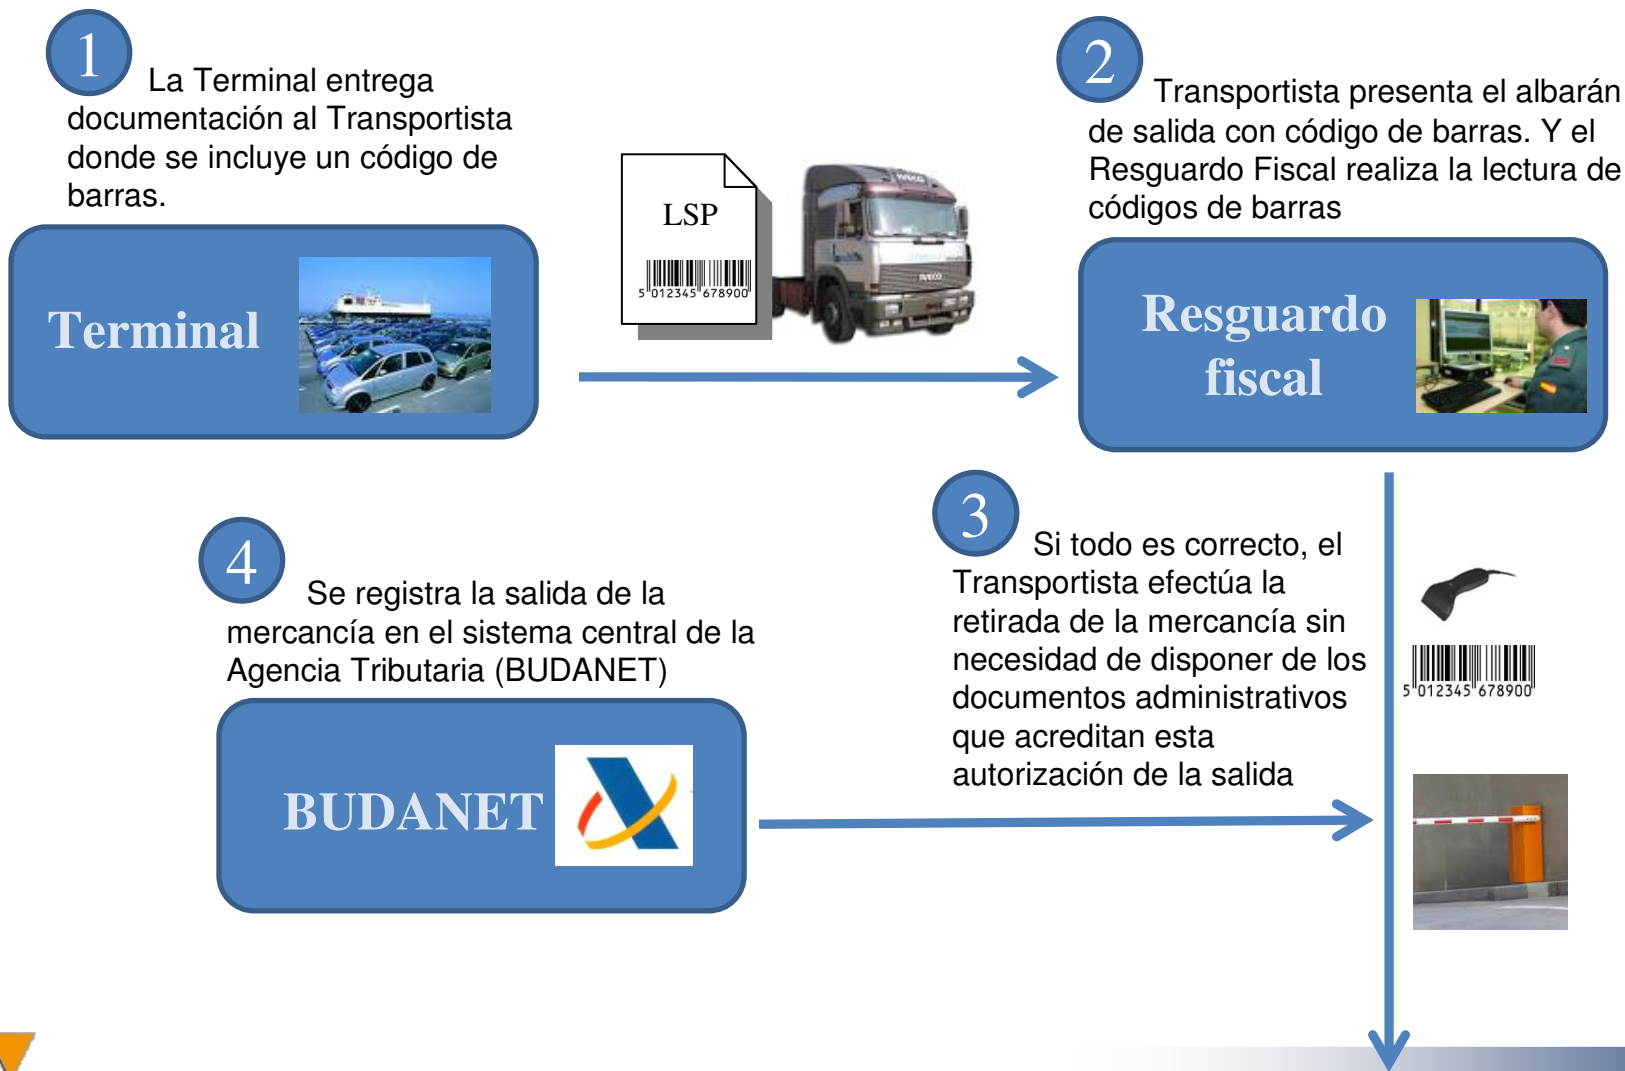 1
La Terminal entrega
documentación al Transportista
donde se incluye un código de
barras.
Terminal
LSP
5 012345 678900
IVECO
IVECO
2
Transportista presenta el albarán
de salida con código de barras. Y el
Resguardo Fiscal realiza la lectura de
códigos de barras
Resguardo
fiscal
3
Si todo es correcto, el
Transportista efectúa la
retirada de la mercancía sin
necesidad de disponer de los
documentos administrativos
que acreditan esta
autorización de la salida
5 012345 678900
4
Se registra la salida de la
mercancía en el sistema central de la
Agencia Tributaria (BUDANET)
BUDANET